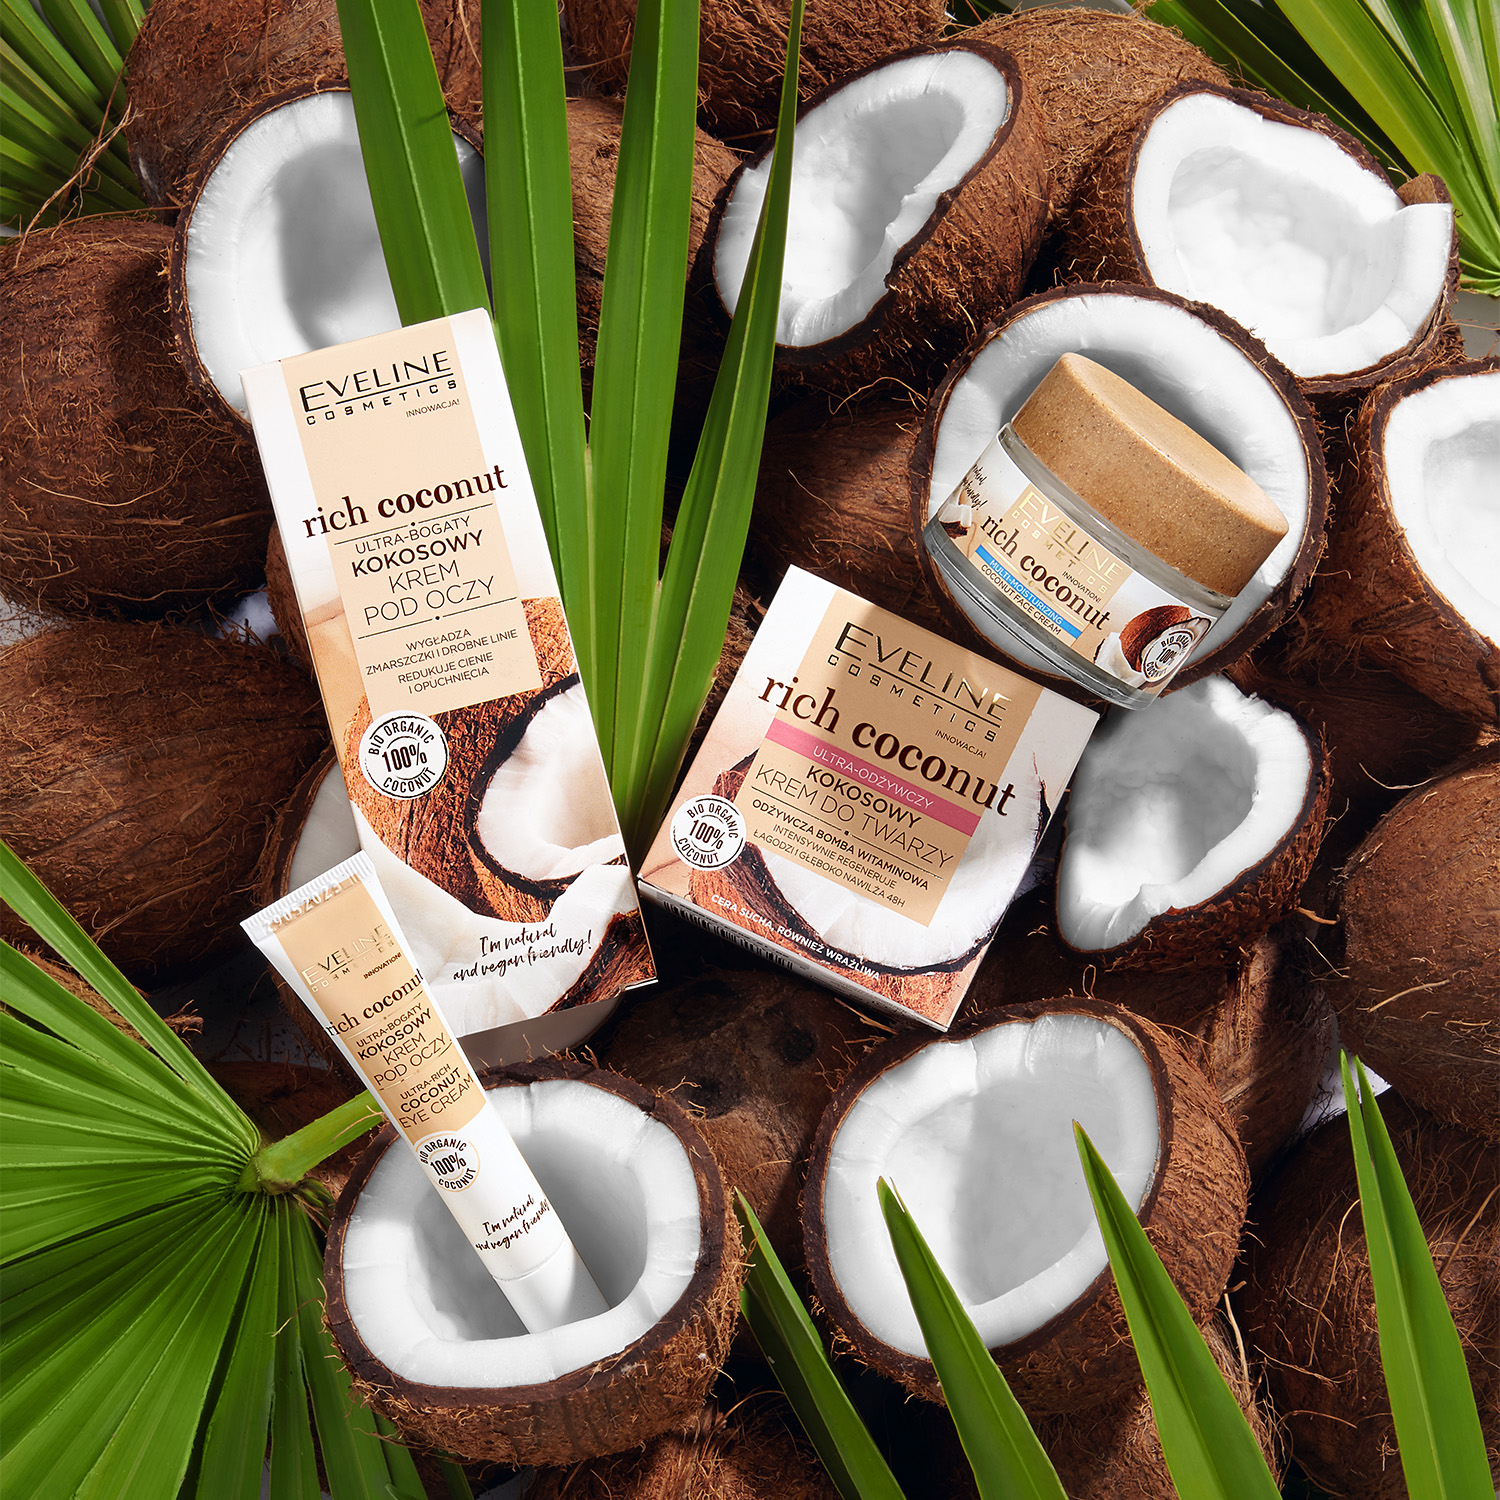 EVELINE
COSMETICS
INNOWACJA!
rich coconut
ULTRA-BOGATY
KOKOSOWY
KREM
POD OCZY
WYGŁADZA
ZMARSZCZKI I DROBNE LINIE
REDUKUJE CIENIE
I OPUCHNIĘCIA
BIO ORGANIC
100%
COCONUT
I'm natural
and vegan friendly!
EVELINE
COSMETICS
INNOVATION!
rich coconut
ULTRA-BOGATY
KOKOSOWY
KREM
POD OCZY
ULTRA-RICH
COCONUT
EYE CREAM
BIO ORGANIC
100%
COCONUT
I'm natural
and vegan friendly!
EVELINE
COSMETICS
INNOWACJA!
rich coconut
ULTRA-ODŻYWCZY
KOKOSOWY
KREM DO TWARZY
ODŻYWCZA BOMBA WITAMINOWA
INTENSYWNIE REGENERUJE
ŁAGODZI I GŁĘBOKO NAWILŻA 48H
BIO ORGANIC
100%
COCONUT
CERA SUCHA, RÓWNIEŻ WRAŻLIWA
EVELINE
COSMETICS
INNOVATION!
rich coconut
MULTI-MOISTURIZING
COCONUT FACE CREAM
BIO ORGANIC
100%
COCONUT